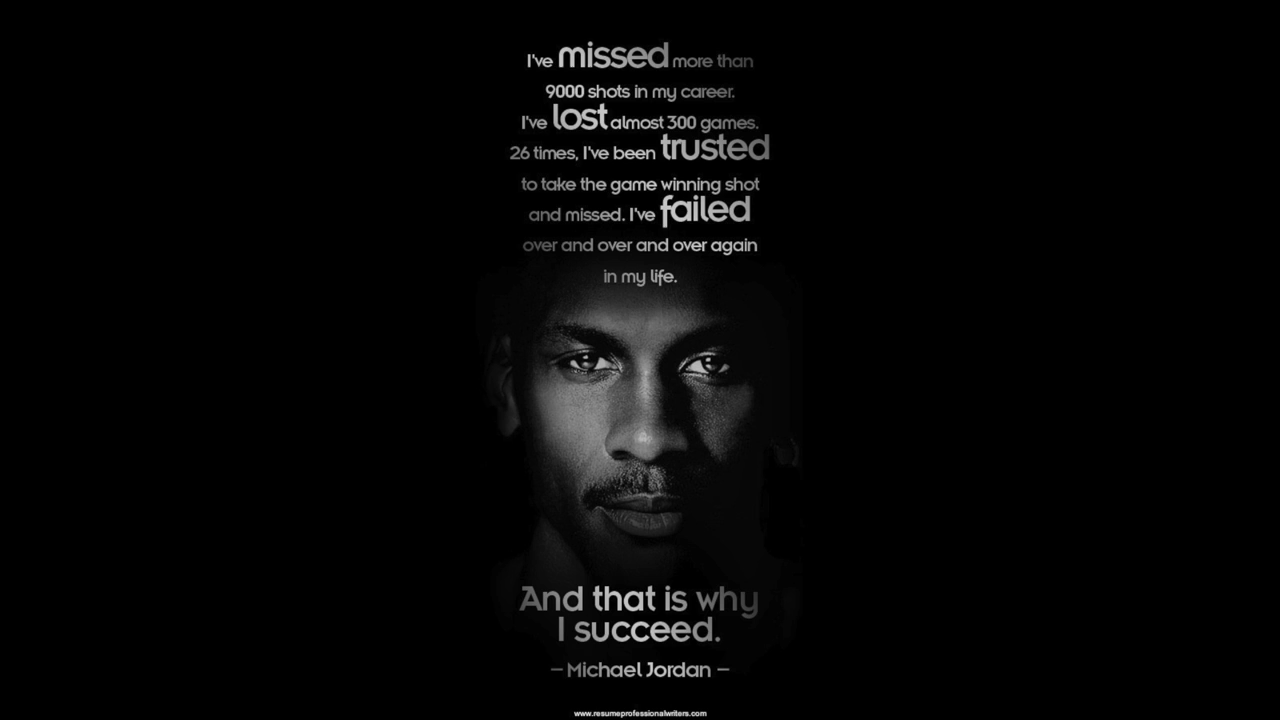 I've missed more than
9000 shots in my career.
I've lost almost 300 games.
26 times, I've been trusted
to take the game winning shot
and missed. I've failed
over and over and over again
in my life.
And that is why
I succeed.
– Michael Jordan –
www.resumeprofessionalwriters.com